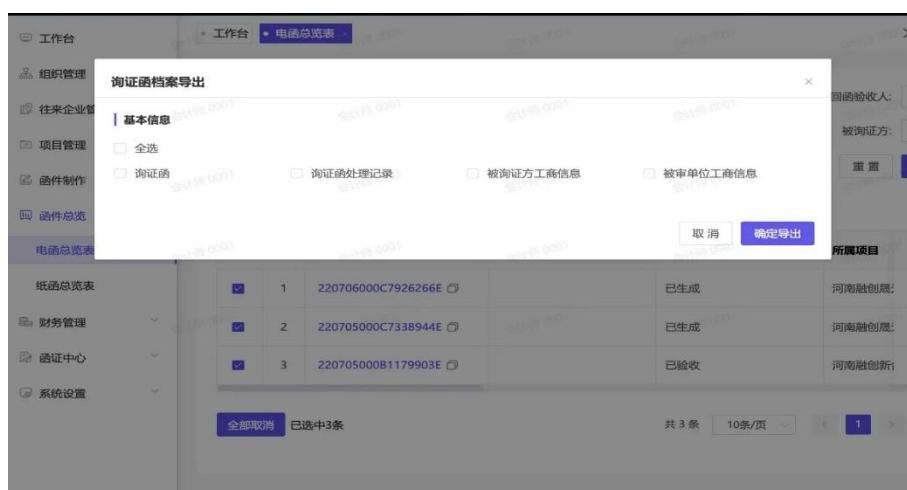 工作台
组织管理
往来企业管
项目管理
函件制作
函件总览
电函总览表
纸函总览表
财务管理
函证中心
系统设置
工作台 电函总览表
询证函档案导出
基本信息
全选
询证函 询证函处理记录 被询证方工商信息 被审单位工商信息
取消 确定导出
回函验收人:
被询证方:
重置
所属项目
1 220706000C7926266E 已生成 河南融创晟
2 220705000C7338944E 已生成 河南融创晟
3 220705000B1179903E 已验收 河南融创新
全部取消 已选中3条 共 3 条 10条/页 1